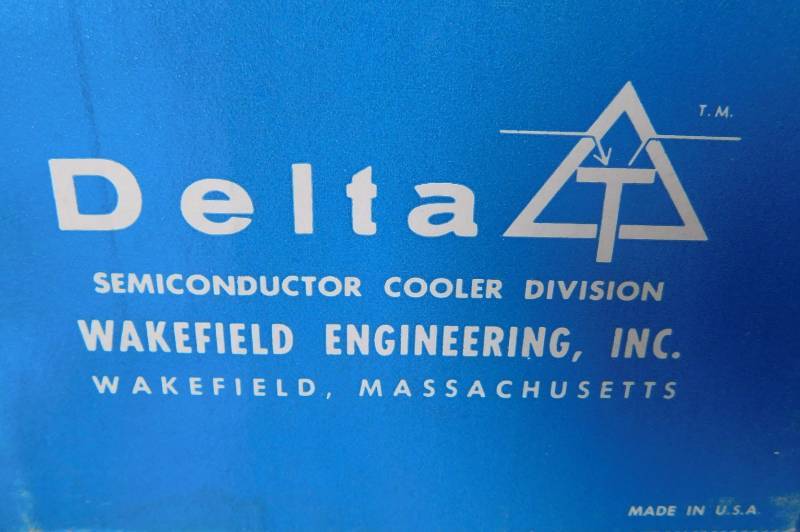 T.M.
Delta T
SEMICONDUCTOR COOLER DIVISION
WAKEFIELD ENGINEERING, INC.
WAKEFIELD, MASSACHUSETTS
MADE IN U.S.A.